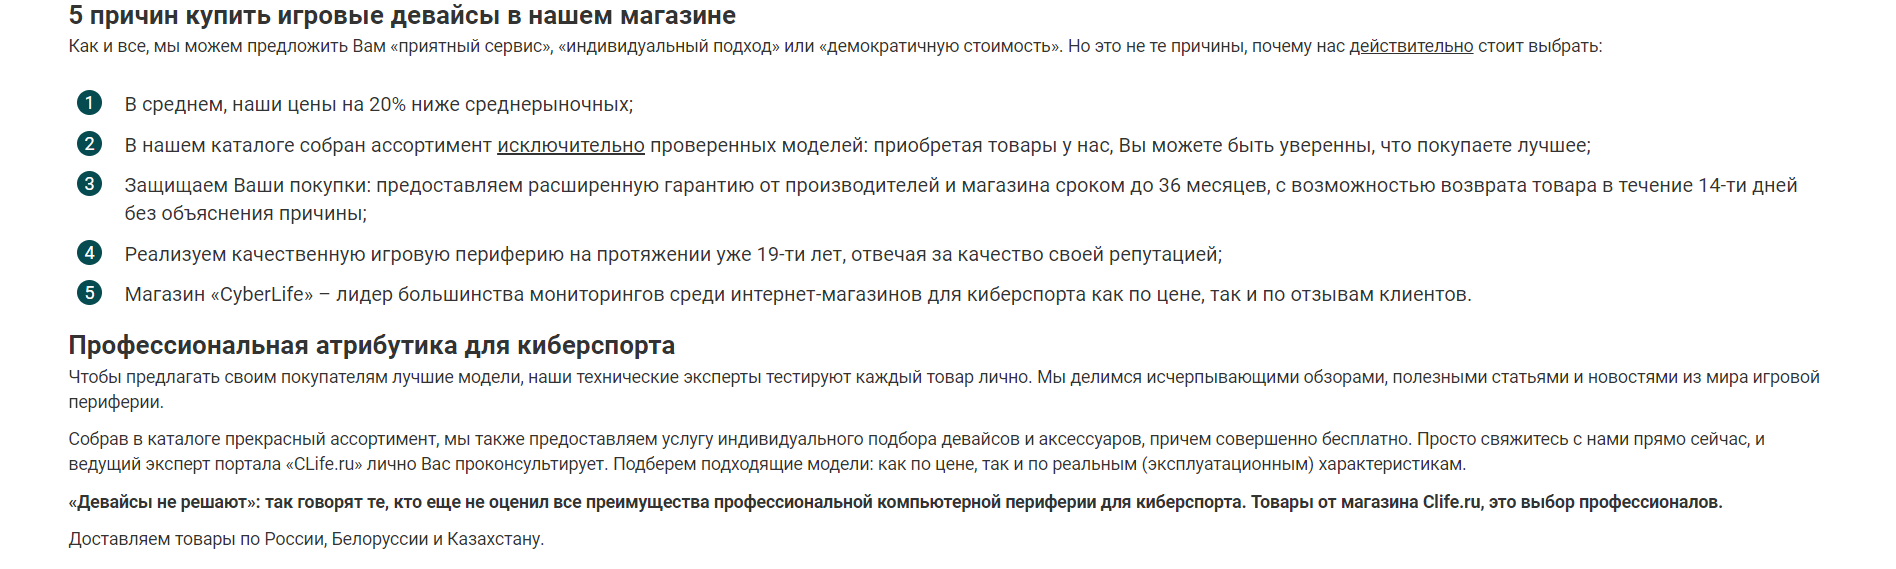 5 причин купить игровые девайсы в нашем магазине
Как и все, мы можем предложить Вам «приятный сервис», «индивидуальный подход» или «демократичную стоимость». Но это не те причины, почему нас действительно стоит выбрать:
1 В среднем, наши цены на 20% ниже среднерыночных;
2 В нашем каталоге собран ассортимент исключительно проверенных моделей: приобретая товары у нас, Вы можете быть уверенны, что покупаете лучшее;
3 Защищаем Ваши покупки: предоставляем расширенную гарантию от производителей и магазина сроком до 36 месяцев, с возможностью возврата товара в течение 14-ти дней
без объяснения причины;
4 Реализуем качественную игровую периферию на протяжении уже 19-ти лет, отвечая за качество своей репутацией;
5 Магазин «CyberLife» – лидер большинства мониторингов среди интернет-магазинов для киберспорта как по цене, так и по отзывам клиентов.
Профессиональная атрибутика для киберспорта
Чтобы предлагать своим покупателям лучшие модели, наши технические эксперты тестируют каждый товар лично. Мы делимся исчерпывающими обзорами, полезными статьями и новостями из мира игровой
периферии.
Собрав в каталоге прекрасный ассортимент, мы также предоставляем услугу индивидуального подбора девайсов и аксессуаров, причем совершенно бесплатно. Просто свяжитесь с нами прямо сейчас, и
ведущий эксперт портала «CLife.ru» лично Вас проконсультирует. Подберем подходящие модели: как по цене, так и по реальным (эксплуатационным) характеристикам.
«Девайсы не решают»: так говорят те, кто еще не оценил все преимущества профессиональной компьютерной периферии для киберспорта. Товары от магазина Clife.ru, это выбор профессионалов.
Доставляем товары по России, Белоруссии и Казахстану.